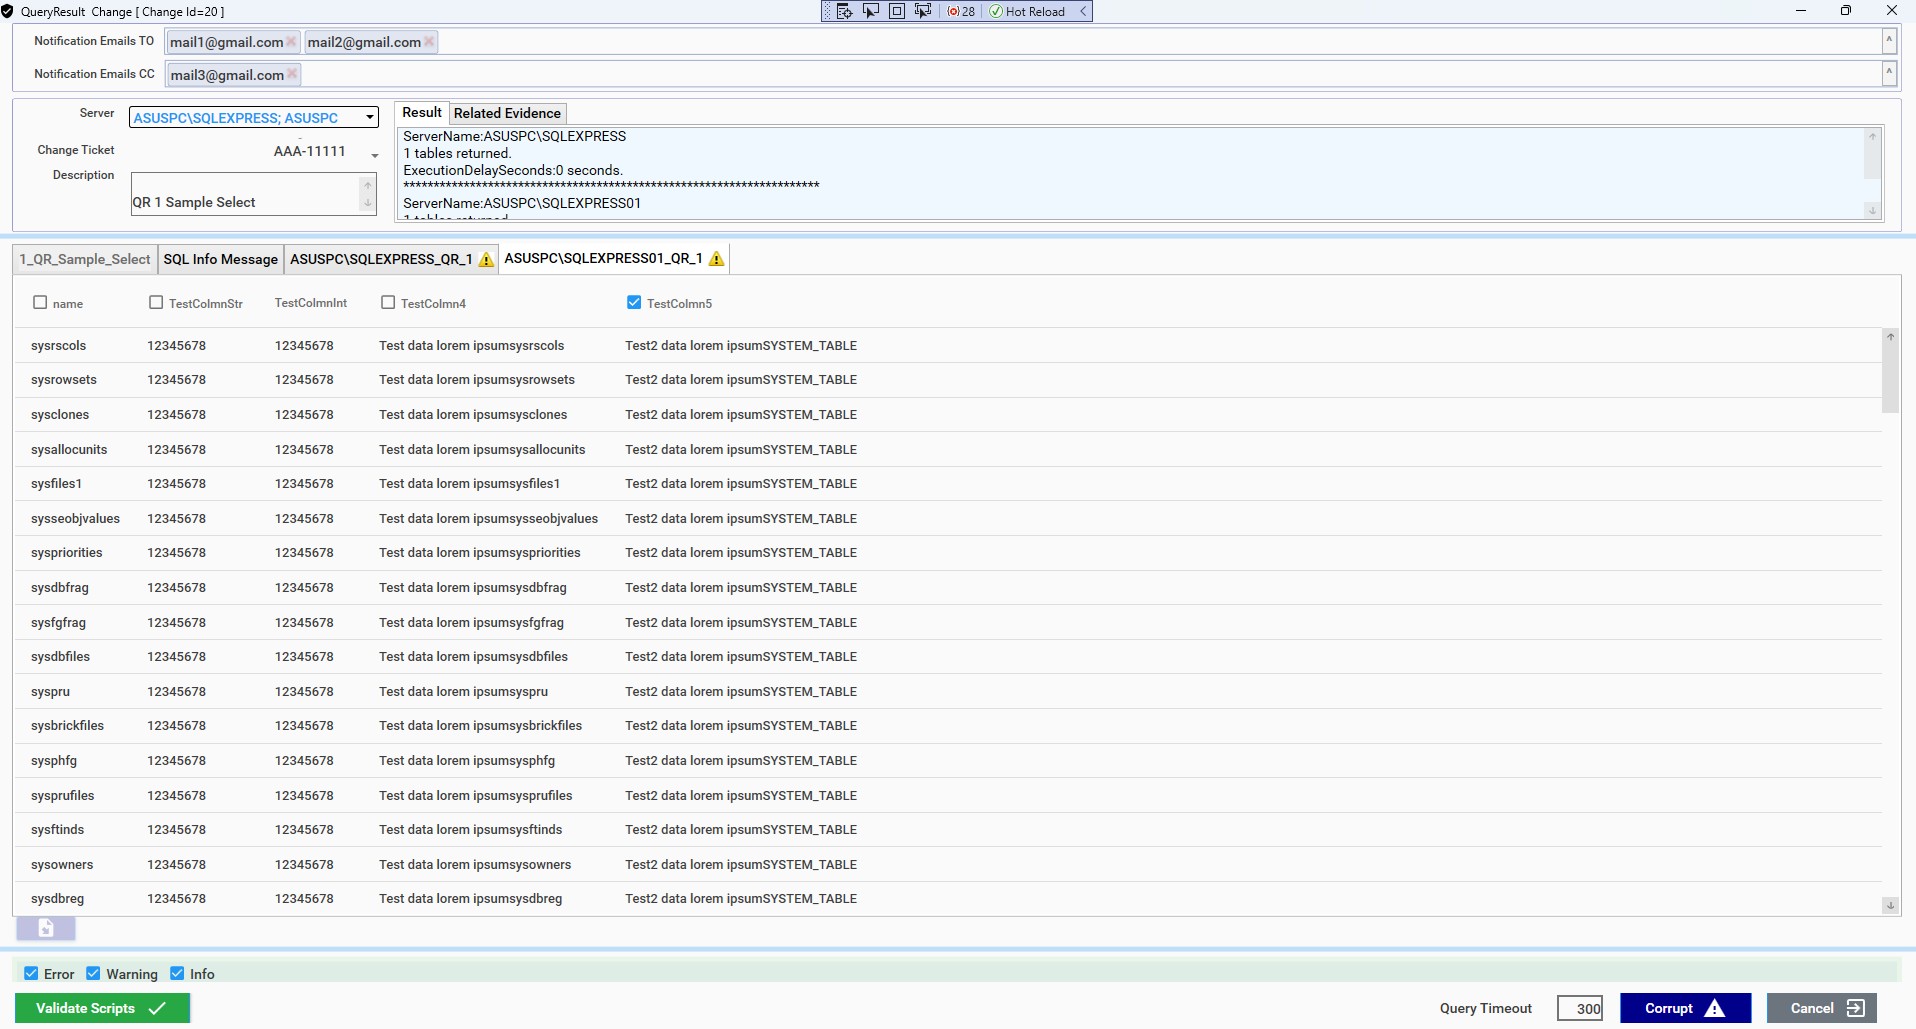 QueryResult Change [ Change Id=20 ]
28 Hot Reload
Notification Emails TO mail1@gmail.com mail2@gmail.com
Notification Emails CC mail3@gmail.com
Server ASUSPC\SQLEXPRESS; ASUSPC
Change Ticket AAA-11111
Description QR 1 Sample Select
Result Related Evidence
ServerName:ASUSPC\SQLEXPRESS
1 tables returned.
ExecutionDelaySeconds:0 seconds.
**********************************************************************
ServerName:ASUSPC\SQLEXPRESS01
1 tables returned
1_QR_Sample_Select SQL Info Message ASUSPC\SQLEXPRESS_QR_1 ASUSPC\SQLEXPRESS01_QR_1
name TestColmnStr TestColmnInt TestColmn4 TestColmn5
sysrscols 12345678 12345678 Test data lorem ipsumsysrscols Test2 data lorem ipsumSYSTEM_TABLE
sysrowsets 12345678 12345678 Test data lorem ipsumsysrowsets Test2 data lorem ipsumSYSTEM_TABLE
sysclones 12345678 12345678 Test data lorem ipsumsysclones Test2 data lorem ipsumSYSTEM_TABLE
sysallocunits 12345678 12345678 Test data lorem ipsumsysallocunits Test2 data lorem ipsumSYSTEM_TABLE
sysfiles1 12345678 12345678 Test data lorem ipsumsysfiles1 Test2 data lorem ipsumSYSTEM_TABLE
sysseobjvalues 12345678 12345678 Test data lorem ipsumsysseobjvalues Test2 data lorem ipsumSYSTEM_TABLE
syspriorities 12345678 12345678 Test data lorem ipsumsyspriorities Test2 data lorem ipsumSYSTEM_TABLE
sysdbfrag 12345678 12345678 Test data lorem ipsumsysdbfrag Test2 data lorem ipsumSYSTEM_TABLE
sysfgfrag 12345678 12345678 Test data lorem ipsumsysfgfrag Test2 data lorem ipsumSYSTEM_TABLE
sysdbfiles 12345678 12345678 Test data lorem ipsumsysdbfiles Test2 data lorem ipsumSYSTEM_TABLE
syspru 12345678 12345678 Test data lorem ipsumsyspru Test2 data lorem ipsumSYSTEM_TABLE
sysbrickfiles 12345678 12345678 Test data lorem ipsumsysbrickfiles Test2 data lorem ipsumSYSTEM_TABLE
sysphfg 12345678 12345678 Test data lorem ipsumsysphfg Test2 data lorem ipsumSYSTEM_TABLE
sysprufiles 12345678 12345678 Test data lorem ipsumsysprufiles Test2 data lorem ipsumSYSTEM_TABLE
sysftinds 12345678 12345678 Test data lorem ipsumsysftinds Test2 data lorem ipsumSYSTEM_TABLE
sysowners 12345678 12345678 Test data lorem ipsumsysowners Test2 data lorem ipsumSYSTEM_TABLE
sysdbreg 12345678 12345678 Test data lorem ipsumsysdbreg Test2 data lorem ipsumSYSTEM_TABLE
Error Warning Info
Validate Scripts Query Timeout 300 Corrupt Cancel